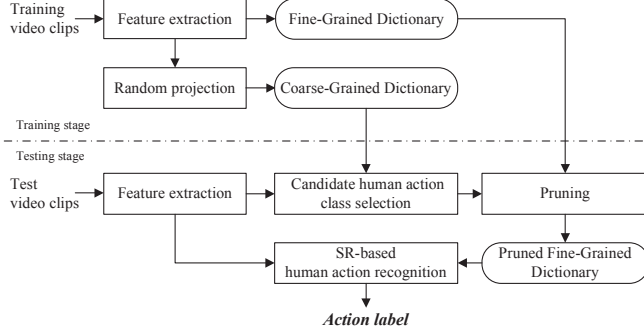 Training
video clips
Feature extraction
Fine-Grained Dictionary
Random projection
Coarse-Grained Dictionary
Training stage
Testing stage
Test
video clips
Feature extraction
Candidate human action
class selection
Pruning
SR-based
human action recognition
Pruned Fine-Grained
Dictionary
Action label